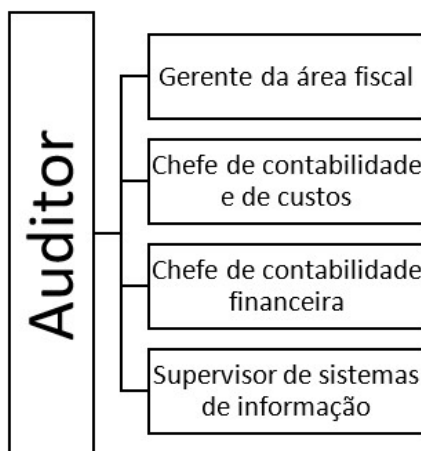 Auditor
Gerente da área fiscal
Chefe de contabilidade
e de custos
Chefe de contabilidade
financeira
Supervisor de sistemas
de informação